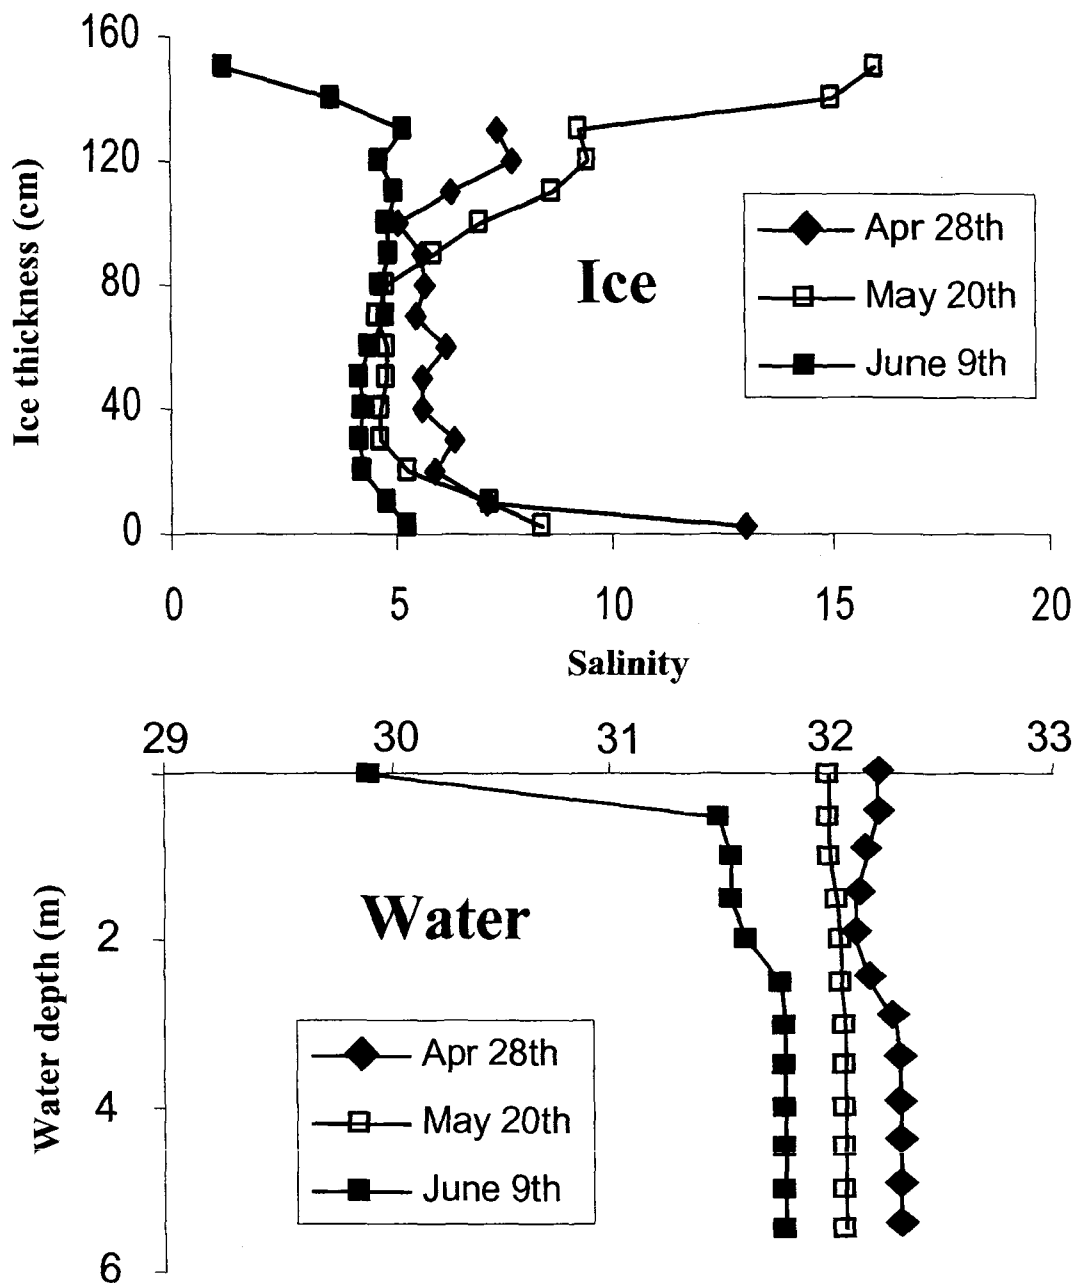 160
120
80
40
0
Ice thickness (cm)
Ice
Apr 28th
May 20th
June 9th
0 5 10 15 20
Salinity
29 30 31 32 33
2
4
6
Water depth (m)
Water
Apr 28th
May 20th
June 9th